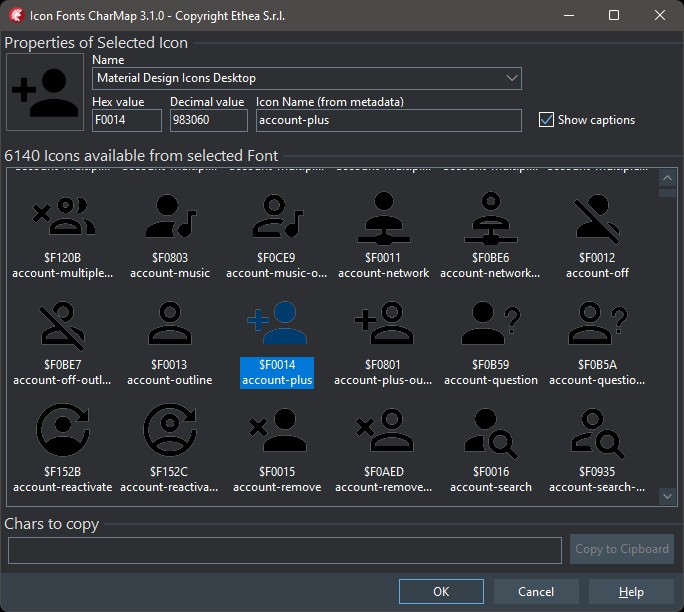 Icon Fonts CharMap 3.1.0 - Copyright Ethea S.r.l.
Properties of Selected Icon
Name
Material Design Icons Desktop
Hex value Decimal value Icon Name (from metadata)
F0014 983060 account-plus Show captions
6140 Icons available from selected Font
$F120B $F0803 $F0CE9 $F0011 $F0BE6 $F0012
account-multiple... account-music account-music-o... account-network account-network... account-off
$F0BE7 $F0013 $F0014 $F0801 $F0B59 $F0B5A
account-off-outl... account-outline account-plus account-plus-ou... account-question account-questio...
$F152B $F152C $F0015 $F0AED $F0016 $F0935
account-reactivate account-reactiva... account-remove account-remove... account-search account-search-...
Chars to copy
Copy to Cipboard
OK Cancel Help